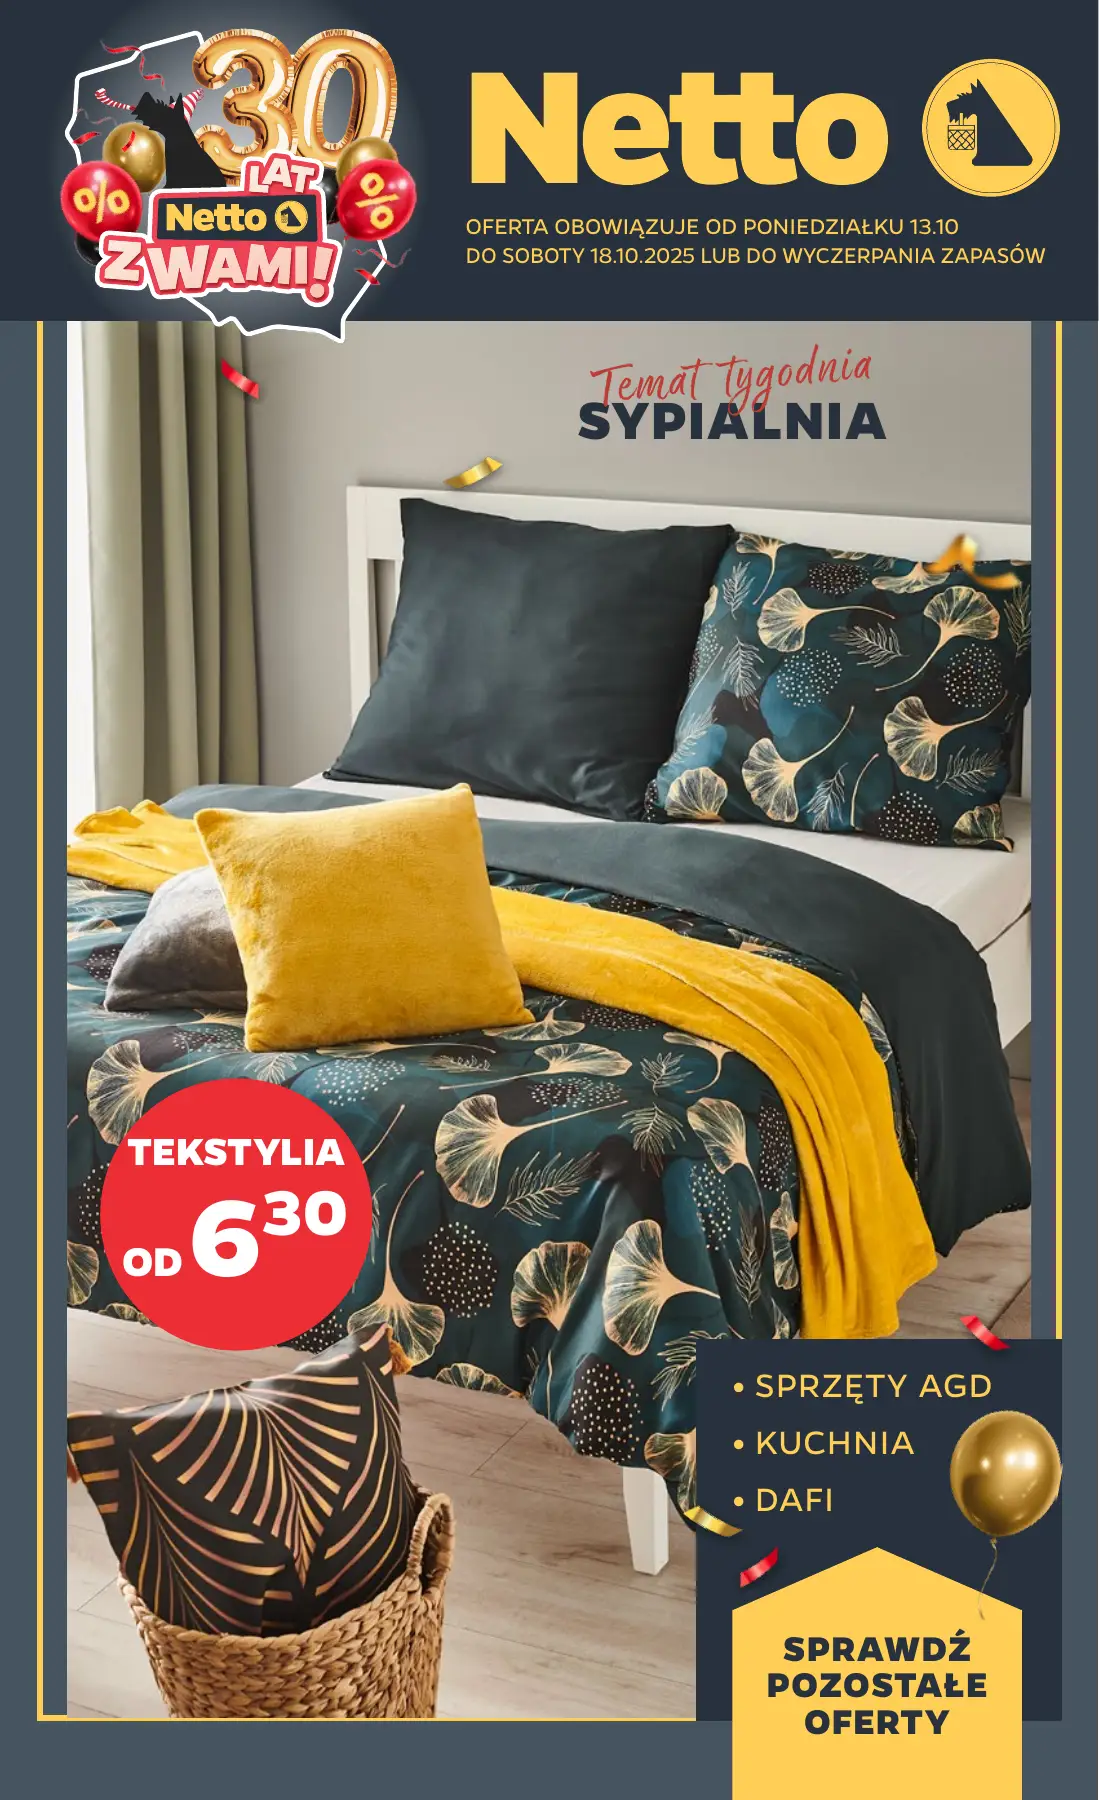 30
LAT
Netto
Z WAMI!
%
%
Netto
OFERTA OBOWIĄZUJE OD PONIEDZIAŁKU 13.10
DO SOBOTY 18.10.2025 LUB DO WYCZERPANIA ZAPASÓW
Temat tygodnia
SYPIALNIA
TEKSTYLIA
OD 6 30
• SPRZĘTY AGD
• KUCHNIA
• DAFI
SPRAWDŹ
POZOSTAŁE
OFERTY